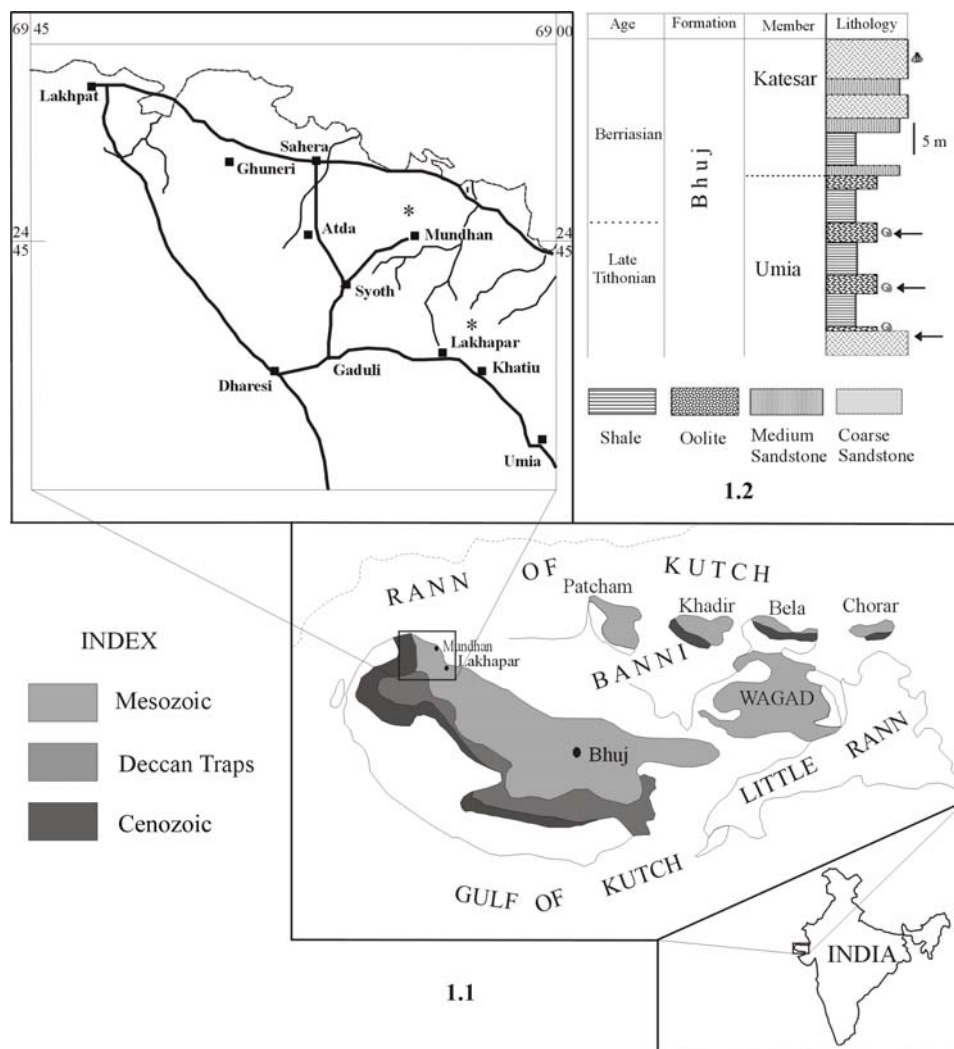 69 45
69 00
Lakhpat
Sahera
Ghuneri
24 45
Atda
Mundhan
24 45
Syoth
Lakhapar
Dharesi
Gaduli
Khatiu
Umia
Age Formation Member Lithology
Katesar
Berriasian
Bhuj
5 m
Late Tithonian
Umia
Shale
Oolite
Medium Sandstone
Coarse Sandstone
1.2
RANN OF KUTCH
Patcham
Khadir
Bela
Chorar
INDEX
Mesozoic
Deccan Traps
Cenozoic
Mundhan
Lakhapar
BANNI
WAGAD
Bhuj
LITTLE RANN
GULF OF KUTCH
INDIA
1.1